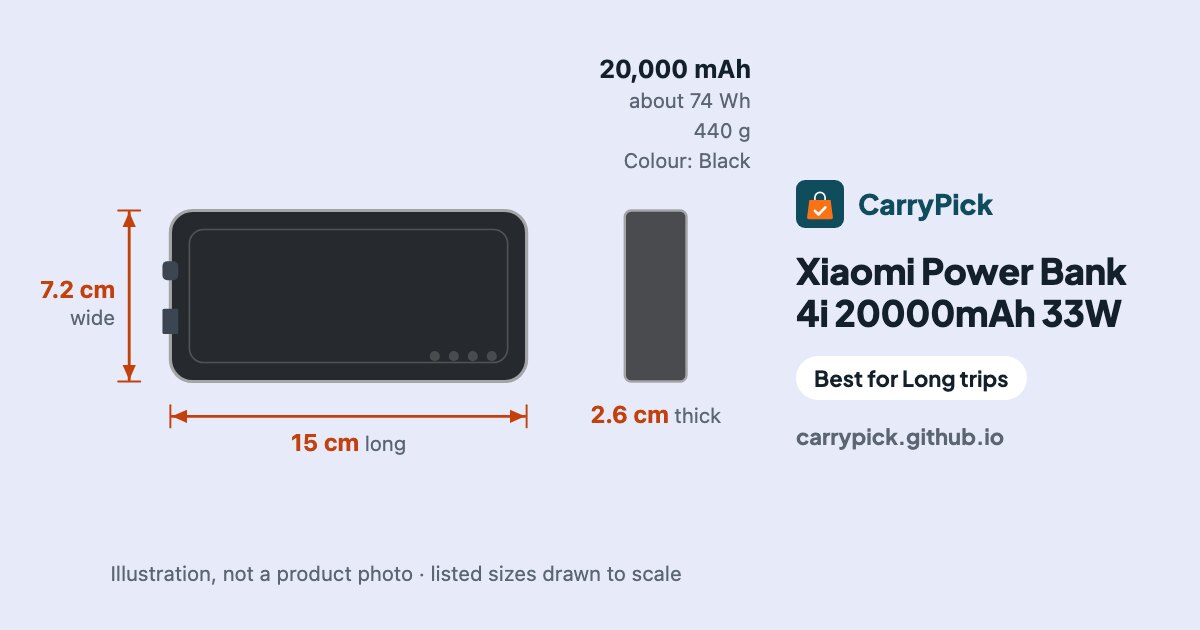 20,000 mAh
about 74 Wh
440 g
Colour: Black
7.2 cm
wide
15 cm long
2.6 cm thick
CarryPick
Xiaomi Power Bank
4i 20000mAh 33W
Best for Long trips
carrypick.github.io
Illustration, not a product photo · listed sizes drawn to scale